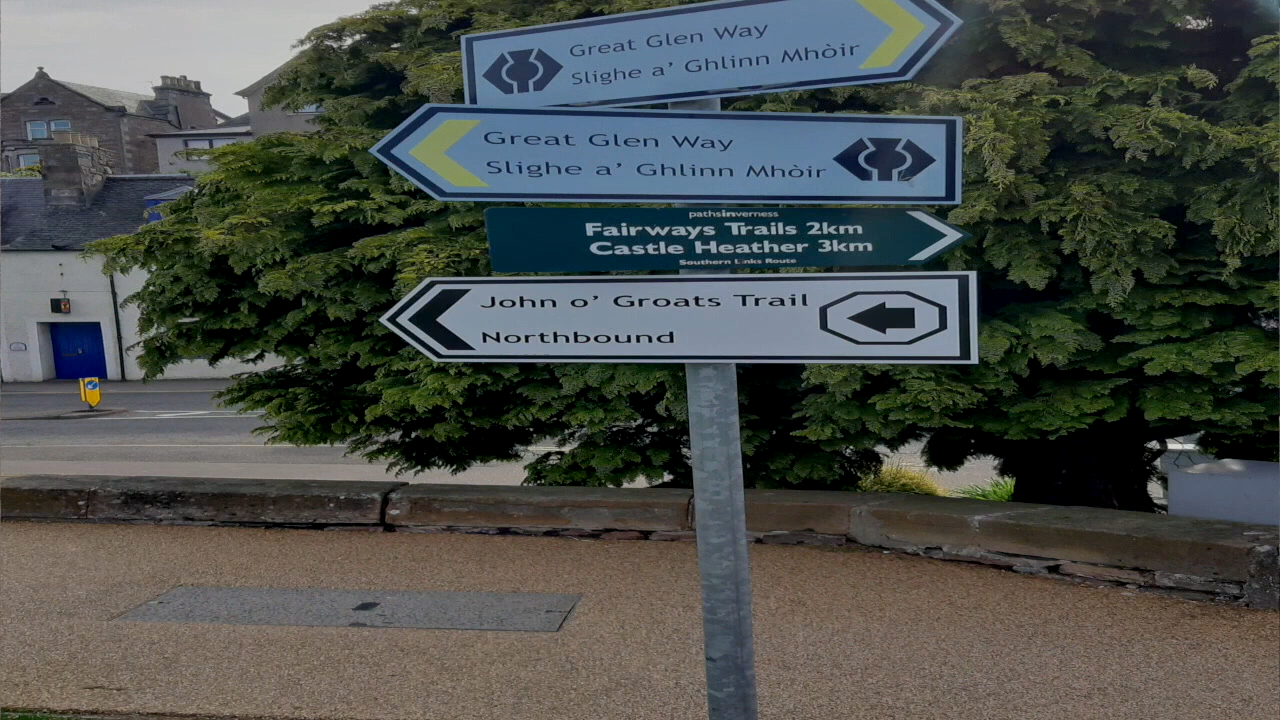 Great Glen Way
Slighe a' Ghlinn Mhòir
Great Glen Way
Slighe a' Ghlinn Mhòir
pathsinverness
Fairways Trails 2km
Castle Heather 3km
Southern Links Route
John o' Groats Trail
Northbound